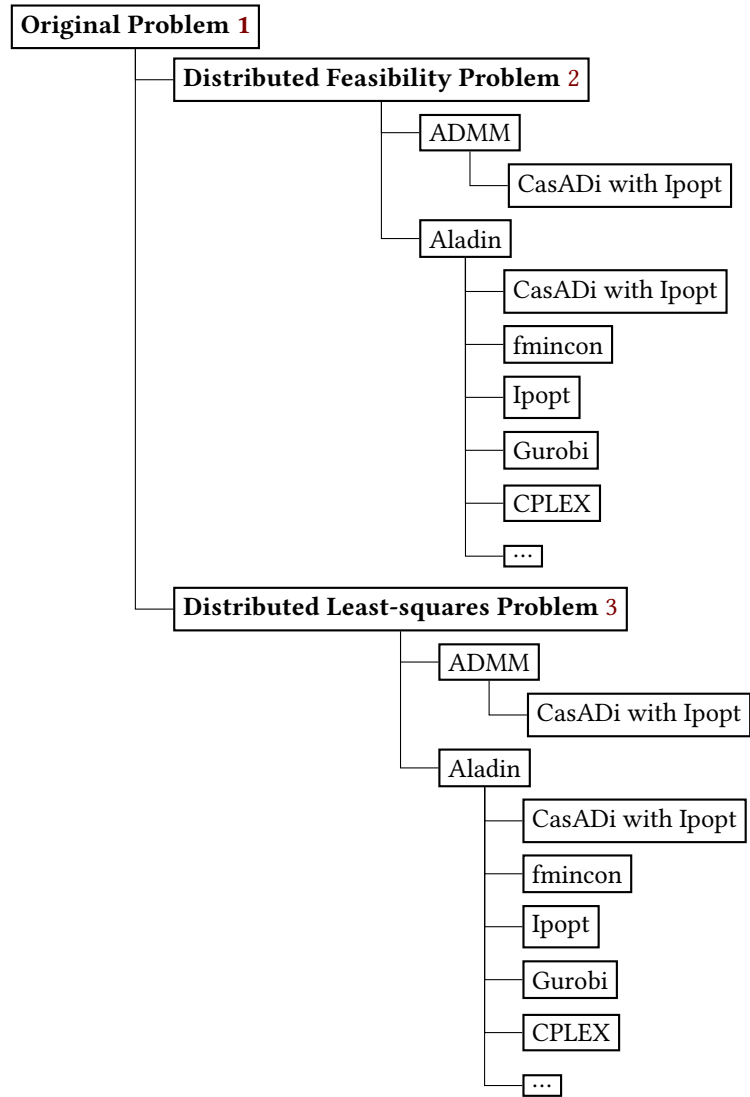 Original Problem 1
Distributed Feasibility Problem 2
ADMM
CasADi with Ipopt
Aladin
CasADi with Ipopt
fmincon
Ipopt
Gurobi
CPLEX
...
Distributed Least-squares Problem 3
ADMM
CasADi with Ipopt
Aladin
CasADi with Ipopt
fmincon
Ipopt
Gurobi
CPLEX
...